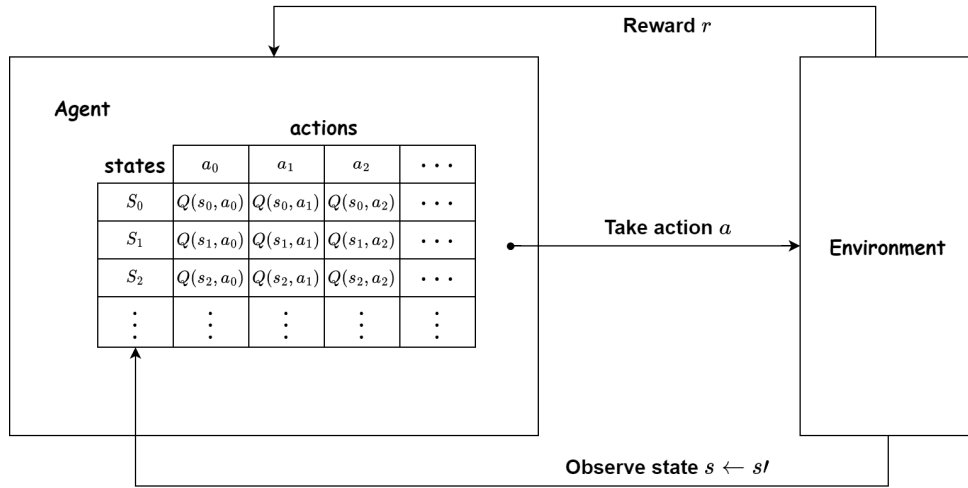 Reward r
Agent
actions
states a₀ a₁ a₂ ···
S₀ Q(s₀, a₀) Q(s₀, a₁) Q(s₀, a₂) ···
S₁ Q(s₁, a₀) Q(s₁, a₁) Q(s₁, a₂) ···
Take action a
Environment
S₂ Q(s₂, a₀) Q(s₂, a₁) Q(s₂, a₂) ···
⋮ ⋮ ⋮ ⋮ ⋮
Observe state s ← s′